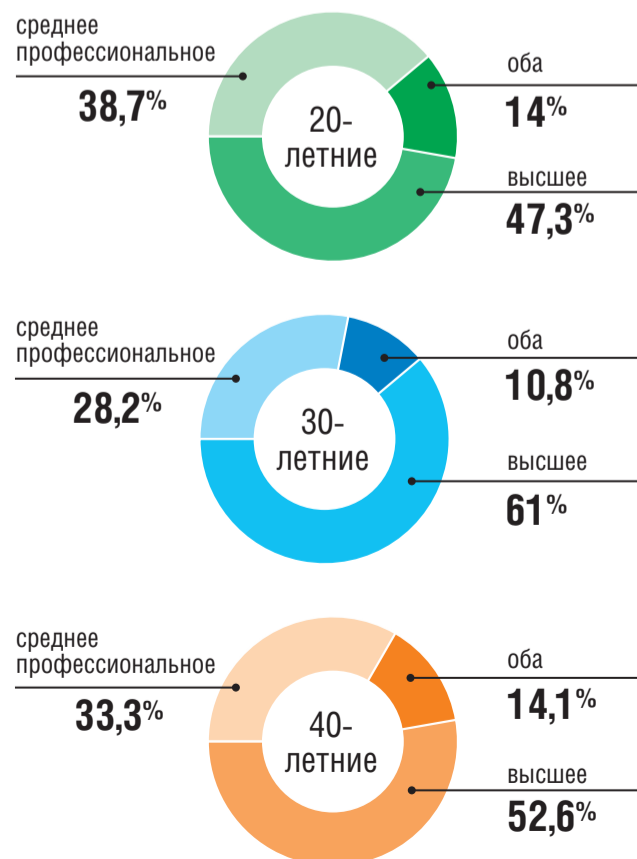 среднее
профессиональное
38,7%
20-
летние
оба
14%
высшее
47,3%
среднее
профессиональное
28,2%
30-
летние
оба
10,8%
высшее
61%
среднее
профессиональное
33,3%
40-
летние
оба
14,1%
высшее
52,6%